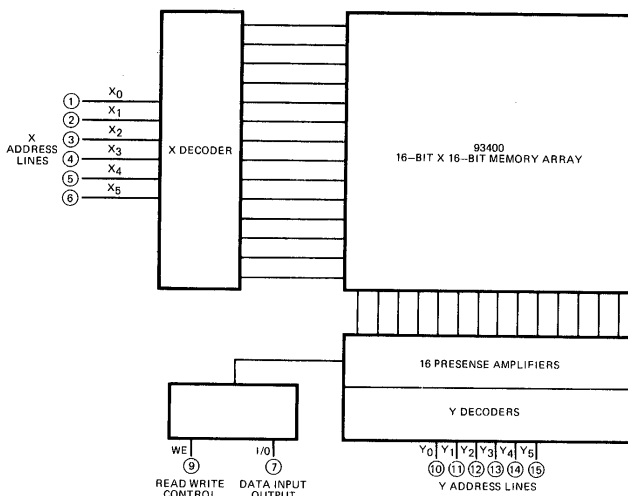 X
ADDRESS
LINES
1 X0
2 X1
3 X2
4 X3
5 X4
6 X5
X DECODER
93400
16-BIT X 16-BIT MEMORY ARRAY
16 PRESENSE AMPLIFIERS
Y DECODERS
WE I/0
9 7
READ WRITE
CONTROL
DATA INPUT
OUTPUT
Y0 Y1 Y2 Y3 Y4 Y5
10 11 12 13 14 15
Y ADDRESS LINES